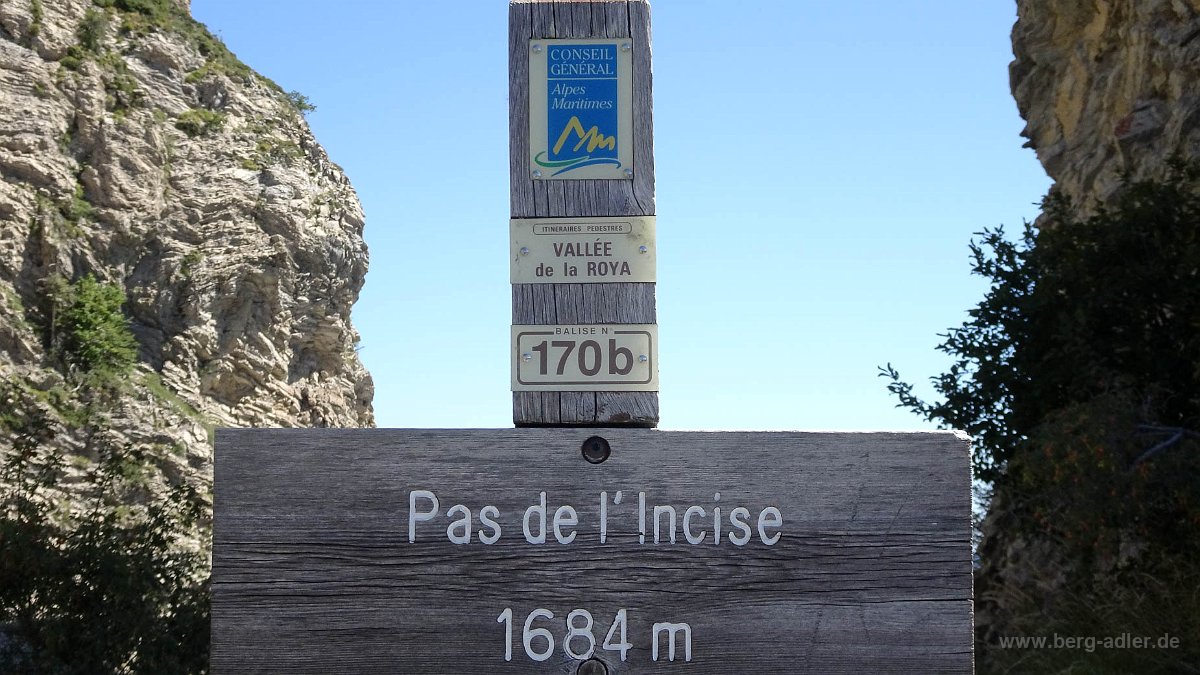 CONSEIL
GÉNÉRAL
Alpes
Maritimes
ITINERAIRES PEDESTRES
VALLÉE
de la ROYA
BALISE N°
170b
Pas de l'Incise
1684 m
www.berg-adler.de